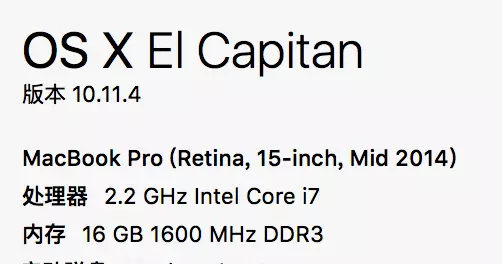 OS X El Capitan
版本 10.11.4
MacBook Pro (Retina, 15-inch, Mid 2014)
处理器 2.2 GHz Intel Core i7
内存 16 GB 1600 MHz DDR3